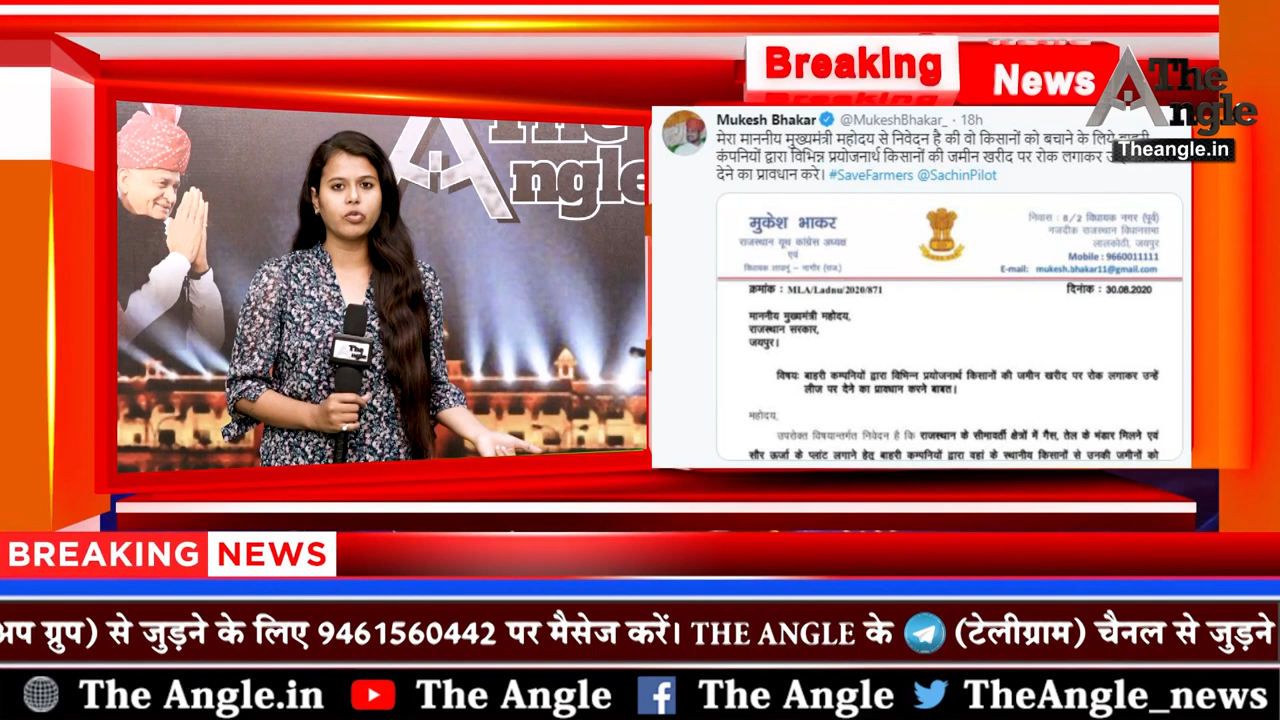 Breaking
News
The
Angle
Theangle.in
Mukesh Bhakar @MukeshBhakar_ · 18h
मेरा माननीय मुख्यमंत्री महोदय से निवेदन है की वो किसानों को बचाने के लिये
कंपनियों द्वारा विभिन्न प्रयोजनार्थ किसानों की जमीन खरीद पर रोक लगाकर
देने का प्रावधान करे। #SaveFarmers @SachinPilot
मुकेश भाकर
राजस्थान यूथ कांग्रेस अध्यक्ष
एवं
विधायक लाडनूं - नागौर (राज.)
निवास : 8/2 विधायक नगर (पूर्व)
नजदीक राजस्थान विधानसभा
लालकोठी, जयपुर
Mobile : 9660011111
E-mail: mukesh.bhakar11@gmail.com
क्रमांक : MLA/Ladnu/2020/871
दिनांक : 30.08.2020
माननीय मुख्यमंत्री महोदय,
राजस्थान सरकार,
जयपुर।
विषयः बाहरी कम्पनियों द्वारा विभिन्न प्रयोजनार्थ किसानों की जमीन खरीद पर रोक लगाकर उन्हें
लीज पर देने का प्रावधान करने बाबत।
महोदय,
उपरोक्त विषयान्तर्गत निवेदन है कि राजस्थान के सीमावर्ती क्षेत्रों में गैस, तेल के भंडार मिलने एवं
सौर ऊर्जा के प्लांट लगाने हेतु बाहरी कम्पनियों द्वारा वहां के स्थानीय किसानों से उनकी जमीनों को
The
Angle
BREAKING NEWS
अप ग्रुप) से जुड़ने के लिए 9461560442 पर मैसेज करें। THE ANGLE के (टेलीग्राम) चैनल से जुड़ने
The Angle.in The Angle The Angle TheAngle_news